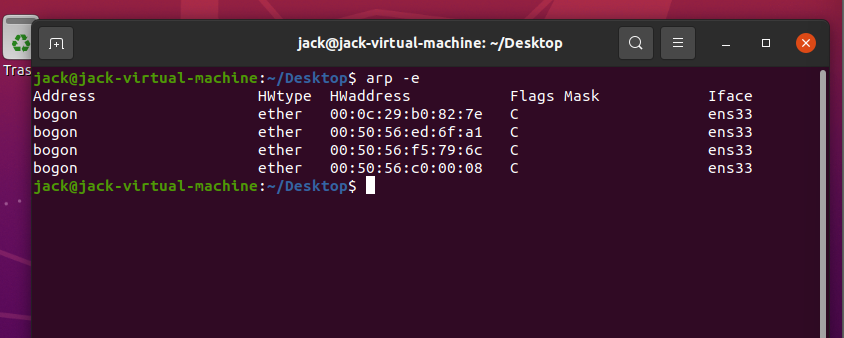 jack@jack-virtual-machine: ~/Desktop
Tras
jack@jack-virtual-machine:~/Desktop$ arp -e
Address                  HWtype  HWaddress           Flags Mask            Iface
bogon                    ether   00:0c:29:b0:82:7e   C                     ens33
bogon                    ether   00:50:56:ed:6f:a1   C                     ens33
bogon                    ether   00:50:56:f5:79:6c   C                     ens33
bogon                    ether   00:50:56:c0:00:08   C                     ens33
jack@jack-virtual-machine:~/Desktop$